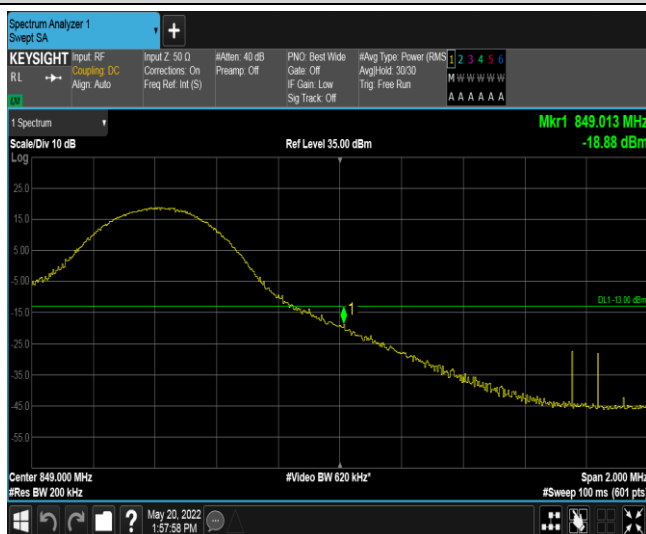 Spectrum Analyzer 1
Swept SA
+
KEYSIGHT Input: RF Input Z: 50 Ω #Atten: 40 dB PNO: Best Wide #Avg Type: Power (RMS 1 2 3 4 5 6
RL Coupling: DC Corrections: On Preamp: Off Gate: Off Avg|Hold: 30/30 M W W W W W
Align: Auto Freq Ref: Int (S) IF Gain: Low Trig: Free Run
Sig Track: Off A A A A A A
1 Spectrum
Mkr1 849.013 MHz
Scale/Div 10 dB Ref Level 35.00 dBm -18.88 dBm
Log
25.0
15.0
5.00
-5.00
DL1 -13.00 dBm
-15.0 1
-25.0
-35.0
-45.0
-55.0
Center 849.000 MHz #Video BW 620 kHz* Span 2.000 MHz
#Res BW 200 kHz #Sweep 100 ms (601 pts)
? May 20, 2022
1:57:58 PM